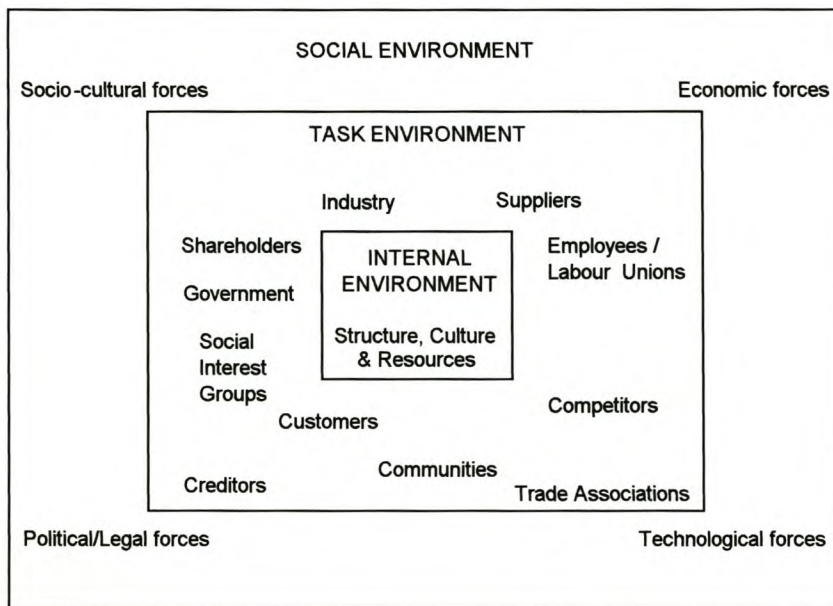 SOCIAL ENVIRONMENT
Socio-cultural forces
Economic forces
TASK ENVIRONMENT
Industry
Suppliers
Shareholders
Employees /
Labour Unions
INTERNAL
ENVIRONMENT
Government
Structure, Culture
& Resources
Social
Interest
Groups
Customers
Competitors
Communities
Creditors
Trade Associations
Political/Legal forces
Technological forces